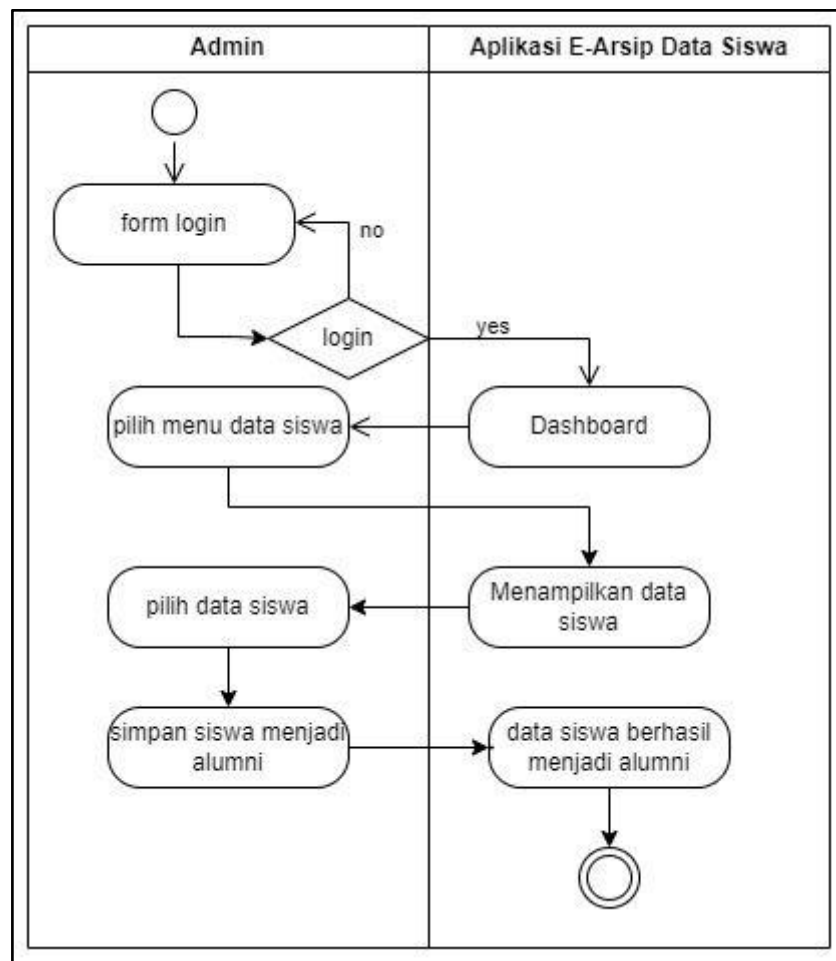 Admin
Aplikasi E-Arsip Data Siswa
form login
no
login
yes
pilih menu data siswa
Dashboard
pilih data siswa
Menampilkan data
siswa
simpan siswa menjadi
alumni
data siswa berhasil
menjadi alumni